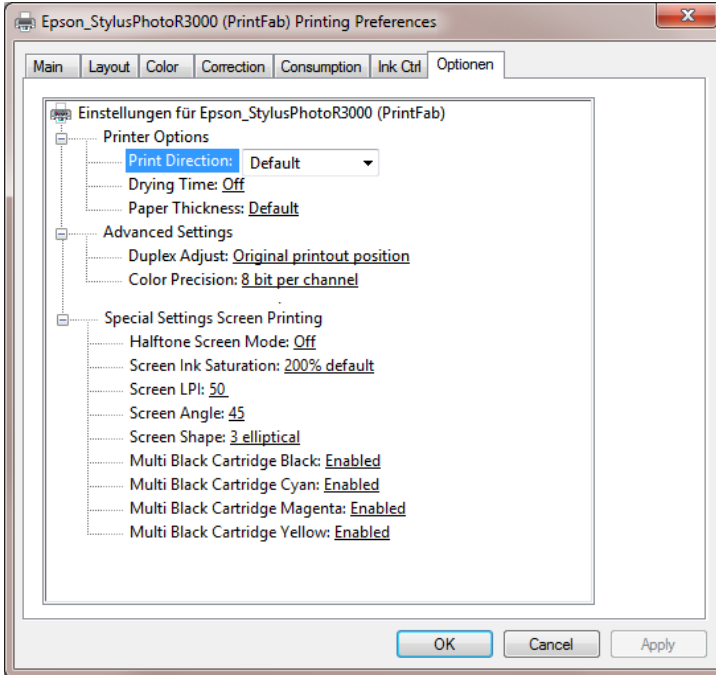 Epson_StylusPhotoR3000 (PrintFab) Printing Preferences
Main Layout Color Correction Consumption Ink Ctrl Optionen
Einstellungen für Epson_StylusPhotoR3000 (PrintFab)
Printer Options
Print Direction: Default
Drying Time: Off
Paper Thickness: Default
Advanced Settings
Duplex Adjust: Original printout position
Color Precision: 8 bit per channel
Special Settings Screen Printing
Halftone Screen Mode: Off
Screen Ink Saturation: 200% default
Screen LPI: 50
Screen Angle: 45
Screen Shape: 3 elliptical
Multi Black Cartridge Black: Enabled
Multi Black Cartridge Cyan: Enabled
Multi Black Cartridge Magenta: Enabled
Multi Black Cartridge Yellow: Enabled
OK Cancel Apply